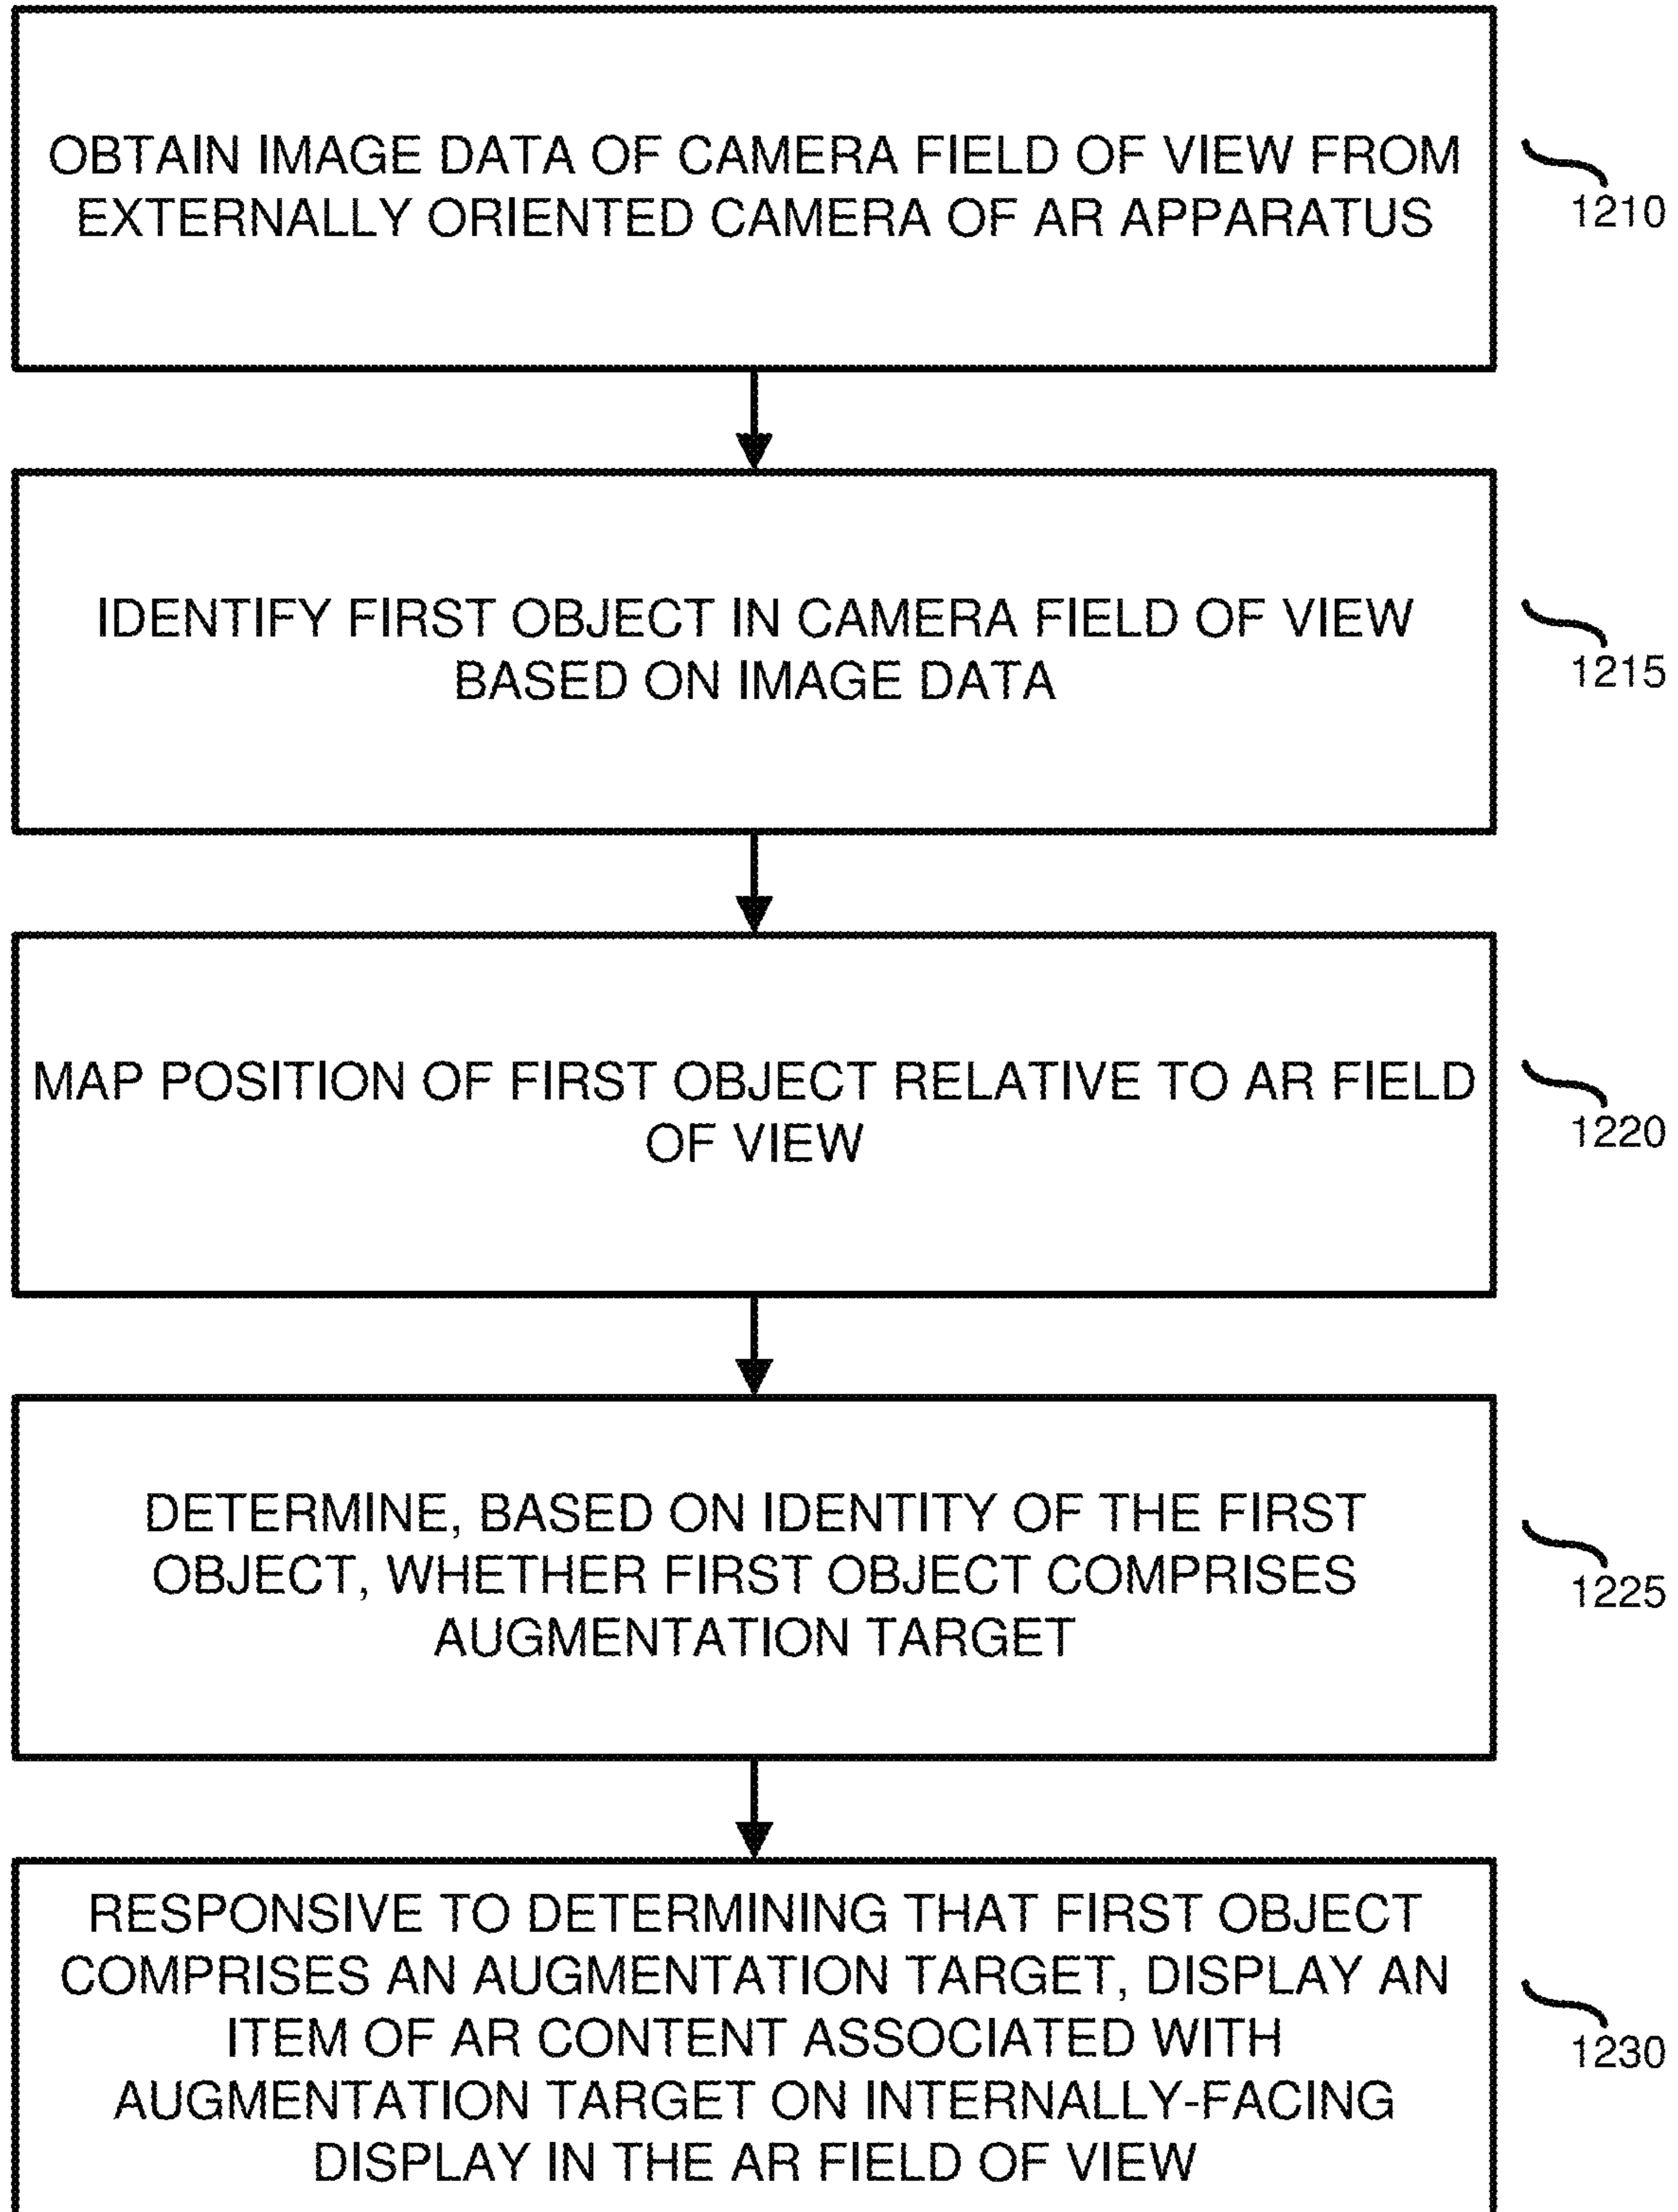 OBTAIN IMAGE DATA OF CAMERA FIELD OF VIEW FROM
EXTERNALLY ORIENTED CAMERA OF AR APPARATUS
1210
IDENTIFY FIRST OBJECT IN CAMERA FIELD OF VIEW
BASED ON IMAGE DATA
1215
MAP POSITION OF FIRST OBJECT RELATIVE TO AR FIELD
OF VIEW
1220
DETERMINE, BASED ON IDENTITY OF THE FIRST
OBJECT, WHETHER FIRST OBJECT COMPRISES
AUGMENTATION TARGET
1225
RESPONSIVE TO DETERMINING THAT FIRST OBJECT
COMPRISES AN AUGMENTATION TARGET, DISPLAY AN
ITEM OF AR CONTENT ASSOCIATED WITH
AUGMENTATION TARGET ON INTERNALLY-FACING
DISPLAY IN THE AR FIELD OF VIEW
1230